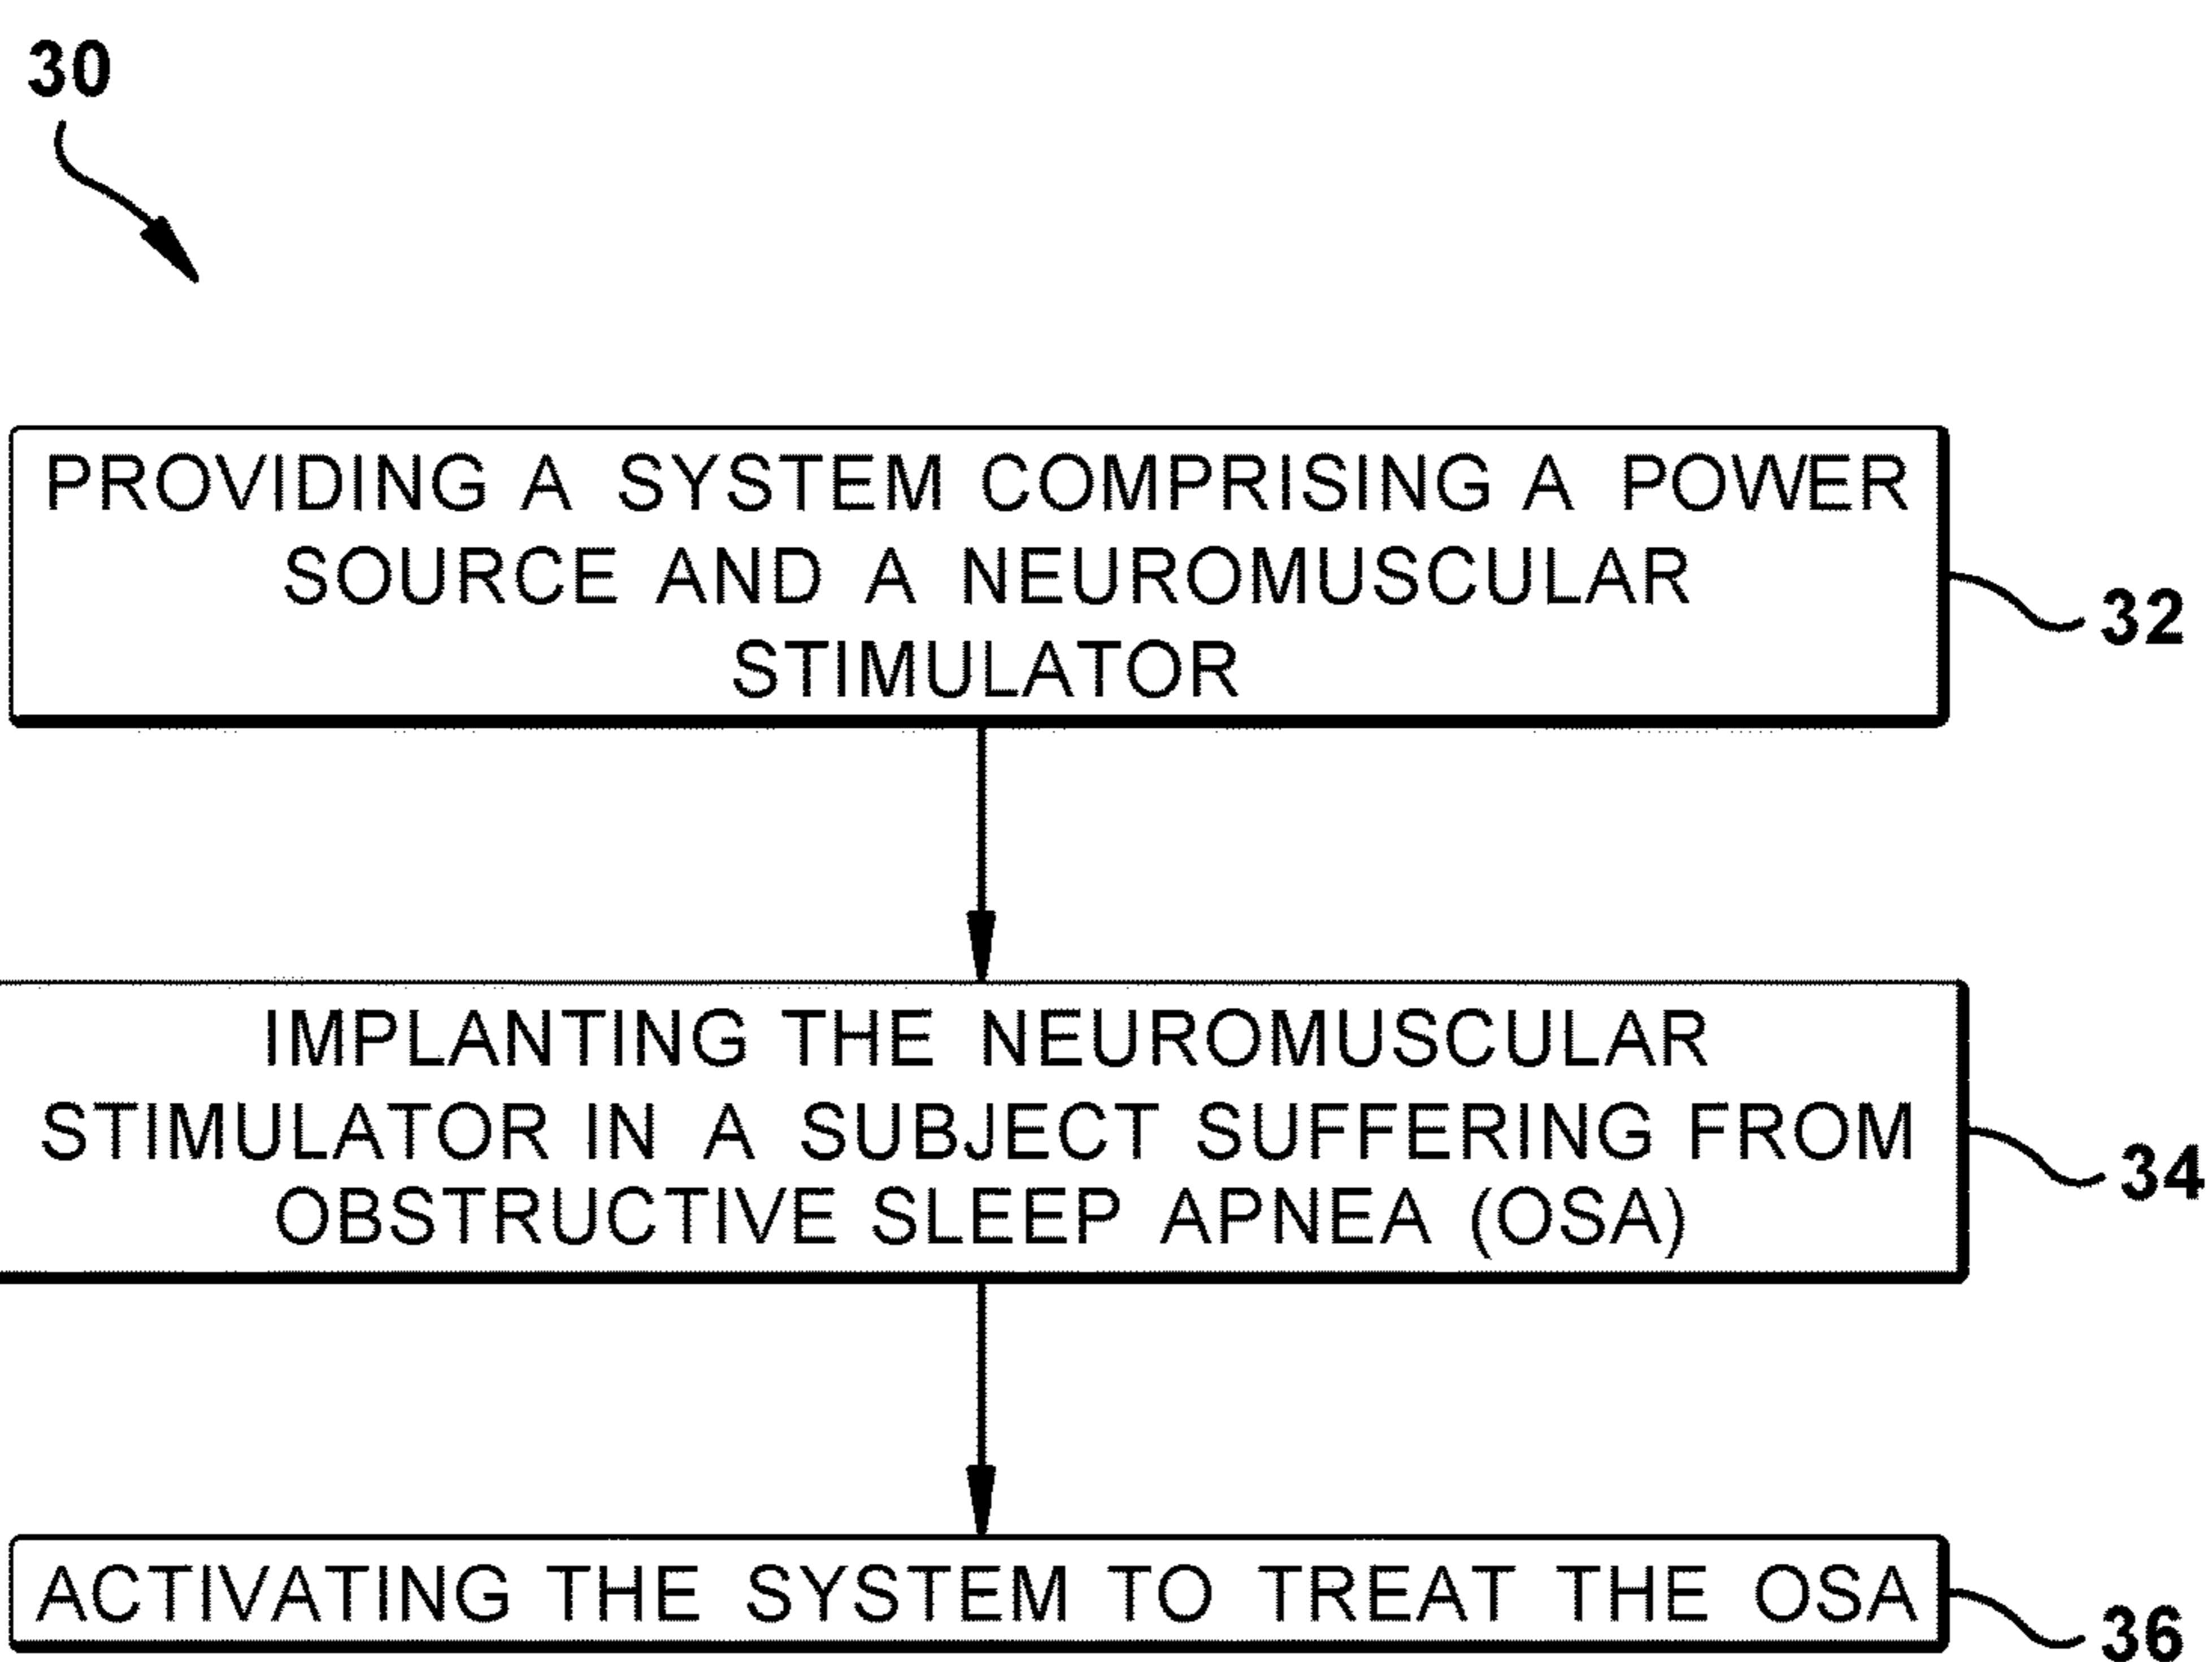 30
PROVIDING A SYSTEM COMPRISING A POWER
SOURCE AND A NEUROMUSCULAR
STIMULATOR
32
IMPLANTING THE NEUROMUSCULAR
STIMULATOR IN A SUBJECT SUFFERING FROM
OBSTRUCTIVE SLEEP APNEA (OSA)
34
ACTIVATING THE SYSTEM TO TREAT THE OSA
36